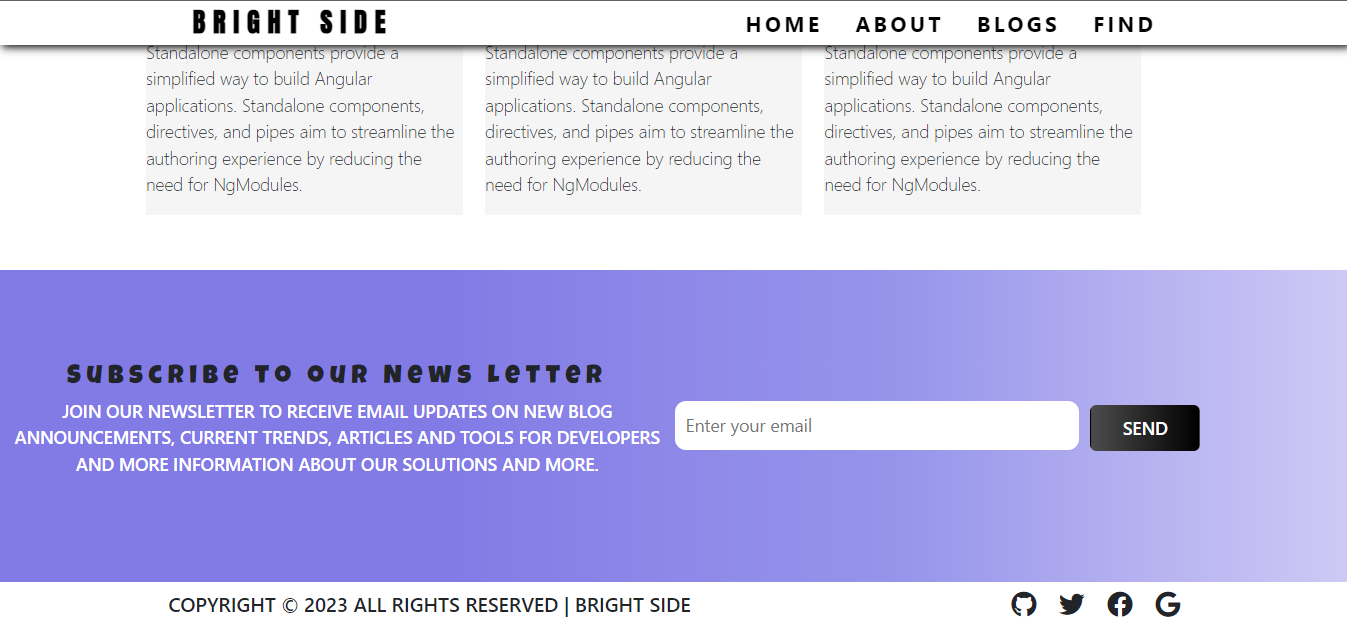 BRIGHT SIDE
HOME ABOUT BLOGS FIND
Standalone components provide a
simplified way to build Angular
applications. Standalone components,
directives, and pipes aim to streamline the
authoring experience by reducing the
need for NgModules.
Standalone components provide a
simplified way to build Angular
applications. Standalone components,
directives, and pipes aim to streamline the
authoring experience by reducing the
need for NgModules.
Standalone components provide a
simplified way to build Angular
applications. Standalone components,
directives, and pipes aim to streamline the
authoring experience by reducing the
need for NgModules.
Subscribe to our News Letter
JOIN OUR NEWSLETTER TO RECEIVE EMAIL UPDATES ON NEW BLOG
ANNOUNCEMENTS, CURRENT TRENDS, ARTICLES AND TOOLS FOR DEVELOPERS
AND MORE INFORMATION ABOUT OUR SOLUTIONS AND MORE.
Enter your email
SEND
COPYRIGHT © 2023 ALL RIGHTS RESERVED | BRIGHT SIDE